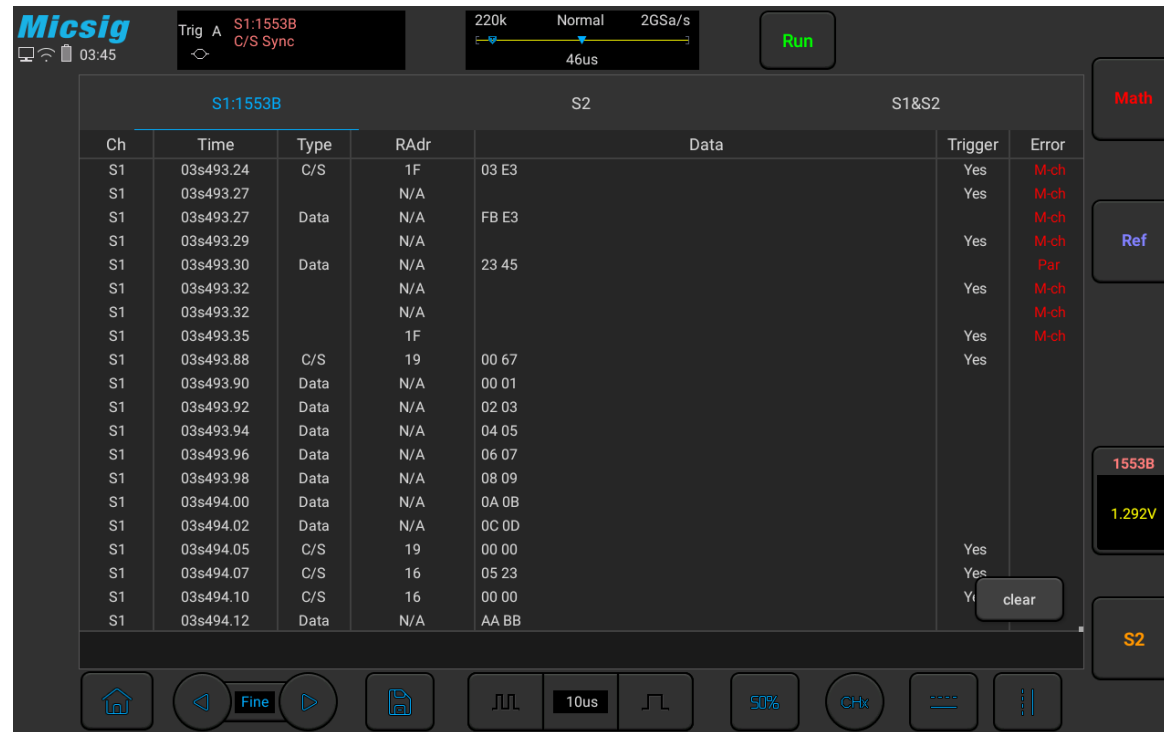 Micsig
03:45
Trig A S1:1553B
C/S Sync
220k Normal 2GSa/s
46us
Run
S1:1553B S2 S1&S2
Math
Ch Time Type RAdr Data Trigger Error
S1 03s493.24 C/S 1F 03 E3 Yes M-ch
S1 03s493.27 N/A Yes M-ch
S1 03s493.27 Data N/A FB E3 M-ch
S1 03s493.29 N/A Yes M-ch
Ref
S1 03s493.30 Data N/A 23 45 Par
S1 03s493.32 N/A Yes M-ch
S1 03s493.32 N/A M-ch
S1 03s493.35 1F Yes M-ch
S1 03s493.88 C/S 19 00 67 Yes
S1 03s493.90 Data N/A 00 01
S1 03s493.92 Data N/A 02 03
S1 03s493.94 Data N/A 04 05
S1 03s493.96 Data N/A 06 07
1553B
S1 03s493.98 Data N/A 08 09
S1 03s494.00 Data N/A 0A 0B
1.292V
S1 03s494.02 Data N/A 0C 0D
S1 03s494.05 C/S 19 00 00 Yes
S1 03s494.07 C/S 16 05 23 Yes
S1 03s494.10 C/S 16 00 00
clear
S1 03s494.12 Data N/A AA BB
S2
Fine
10us
50%
CHx